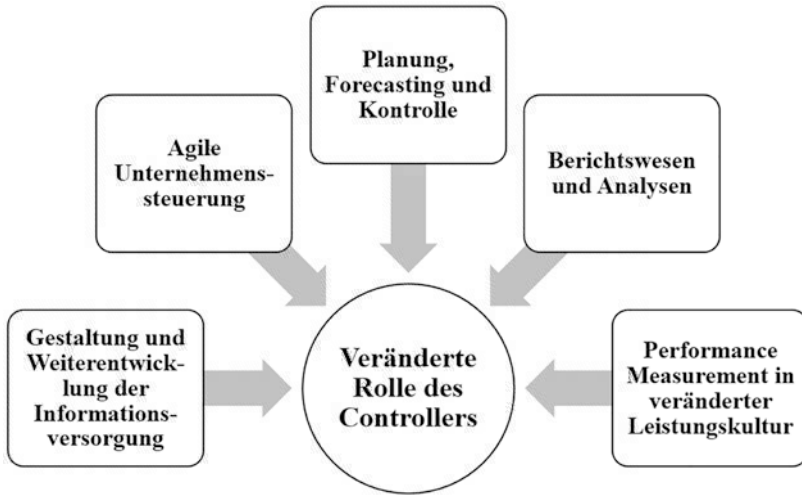 Planung,
Forecasting und
Kontrolle
Agile
Unternehmens-
steuerung
Berichtswesen
und Analysen
Gestaltung und
Weiterentwick-
lung der
Informations-
versorgung
Veränderte
Rolle des
Controllers
Performance
Measurement in
veränderter
Leistungskultur